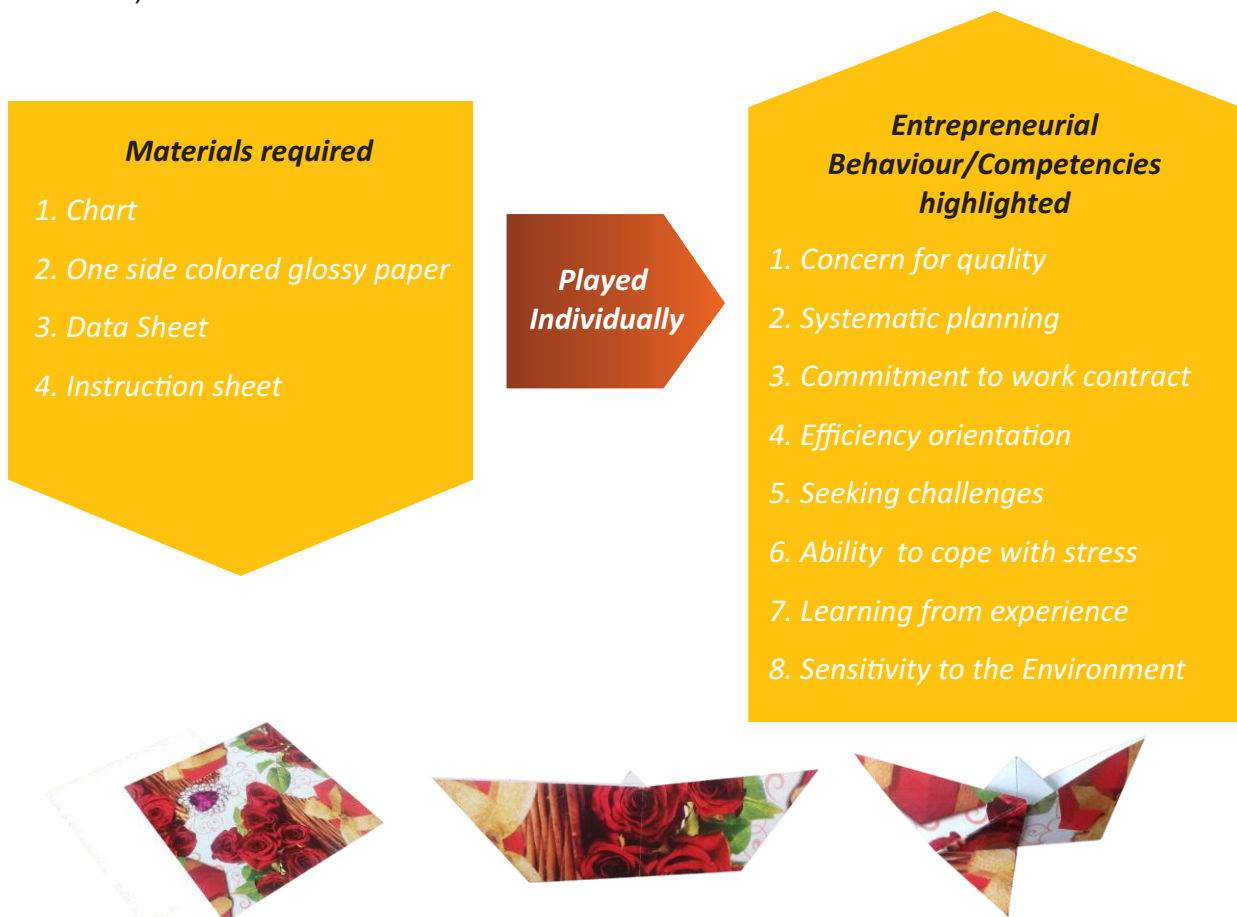 Materials required
1. Chart
2. One side colored glossy paper
3. Data Sheet
4. Instruction sheet
Played
Individually
Entrepreneurial
Behaviour/Competencies
highlighted
1. Concern for quality
2. Systematic planning
3. Commitment to work contract
4. Efficiency orientation
5. Seeking challenges
6. Ability  to cope with stress
7. Learning from experience
8. Sensitivity to the Environment